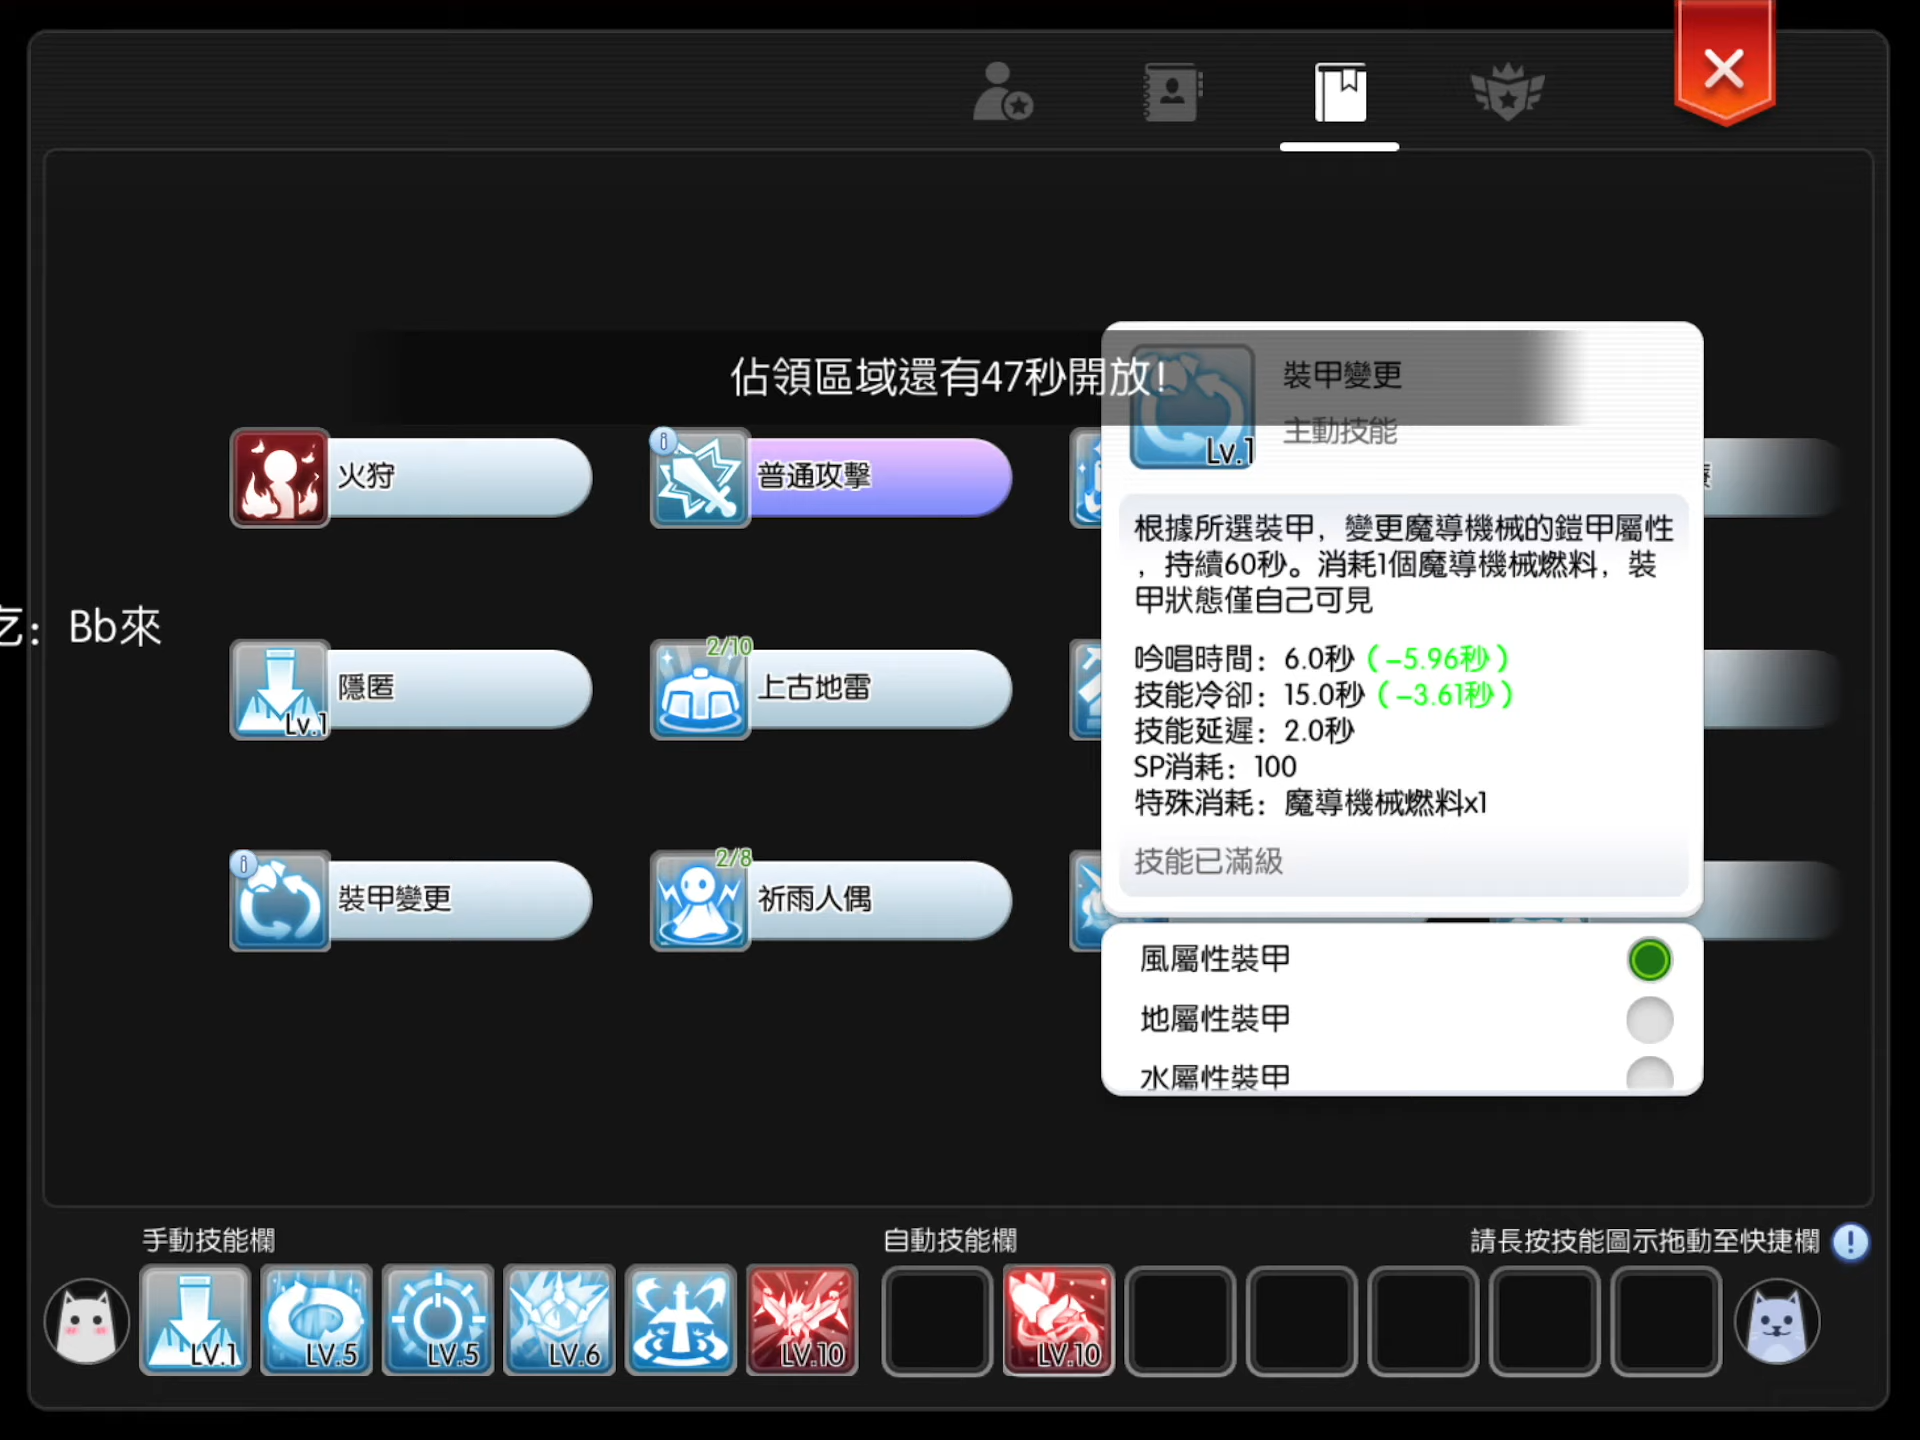 佔領區域還有47秒開放!
裝甲變更
主動技能
Lv.1
火狩
普通攻擊
根據所選裝甲，變更魔導機械的鎧甲屬性
，持續60秒。消耗1個魔導機械燃料，裝
甲狀態僅自己可見
吟唱時間：6.0秒（-5.96秒）
技能冷卻：15.0秒（-3.61秒）
技能延遲：2.0秒
SP消耗：100
特殊消耗：魔導機械燃料x1
技能已滿級
：Bb來
隱匿
Lv.1
2/10
上古地雷
裝甲變更
2/8
祈雨人偶
風屬性裝甲
地屬性裝甲
水屬性裝甲
手動技能欄
自動技能欄
請長按技能圖示拖動至快捷欄
LV.1
LV.5
LV.5
LV.6
LV.10
LV.10